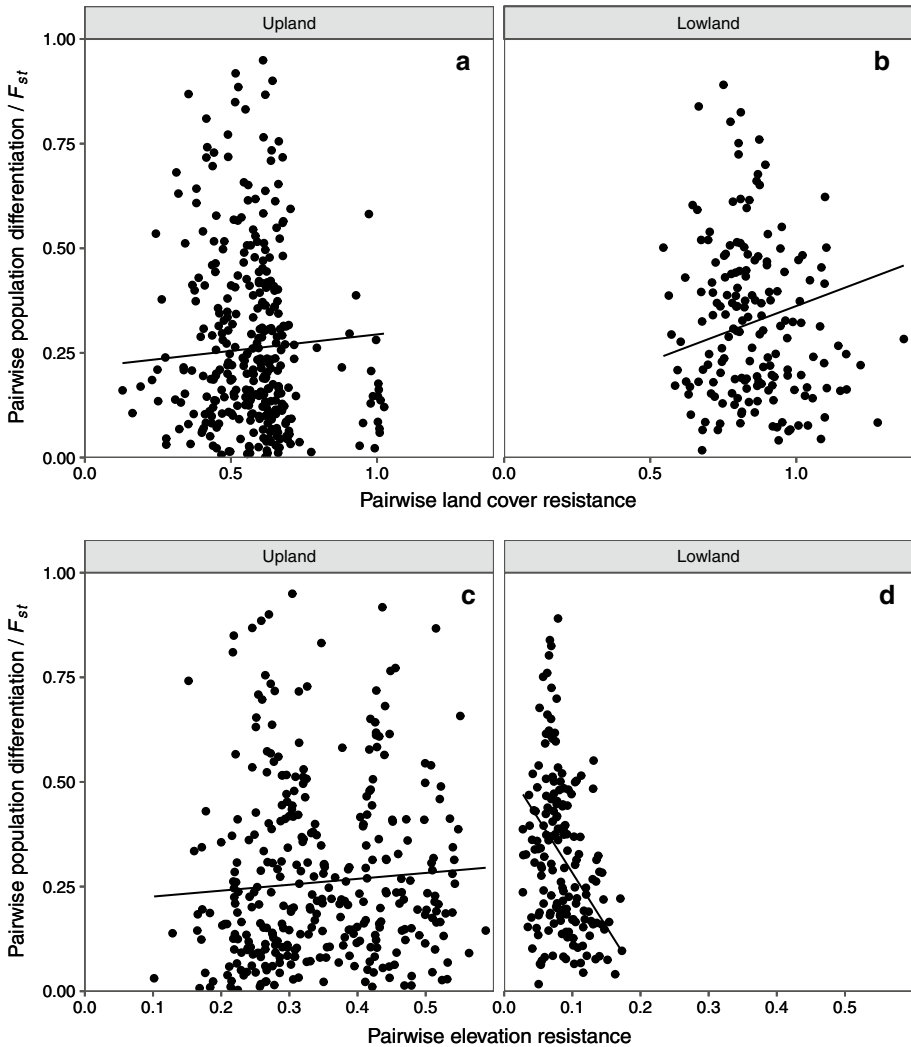 Upland
Lowland
a
b
1.00
0.75
0.50
0.25
0.00
Pairwise population differentiation / Fst
0.0
0.5
1.0
0.0
0.5
1.0
Pairwise land cover resistance
Upland
Lowland
c
d
1.00
0.75
0.50
0.25
0.00
Pairwise population differentiation / Fst
0.0
0.1
0.2
0.3
0.4
0.5
0.0
0.1
0.2
0.3
0.4
0.5
Pairwise elevation resistance